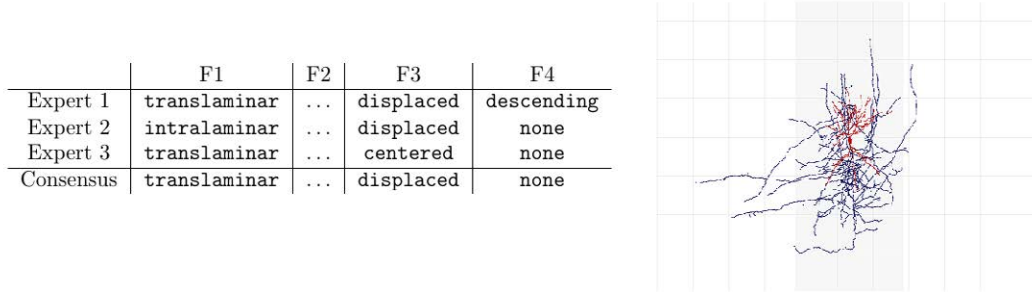 F1 F2 F3 F4
Expert 1 translaminar ... displaced descending
Expert 2 intralaminar ... displaced none
Expert 3 translaminar ... centered none
Consensus translaminar ... displaced none